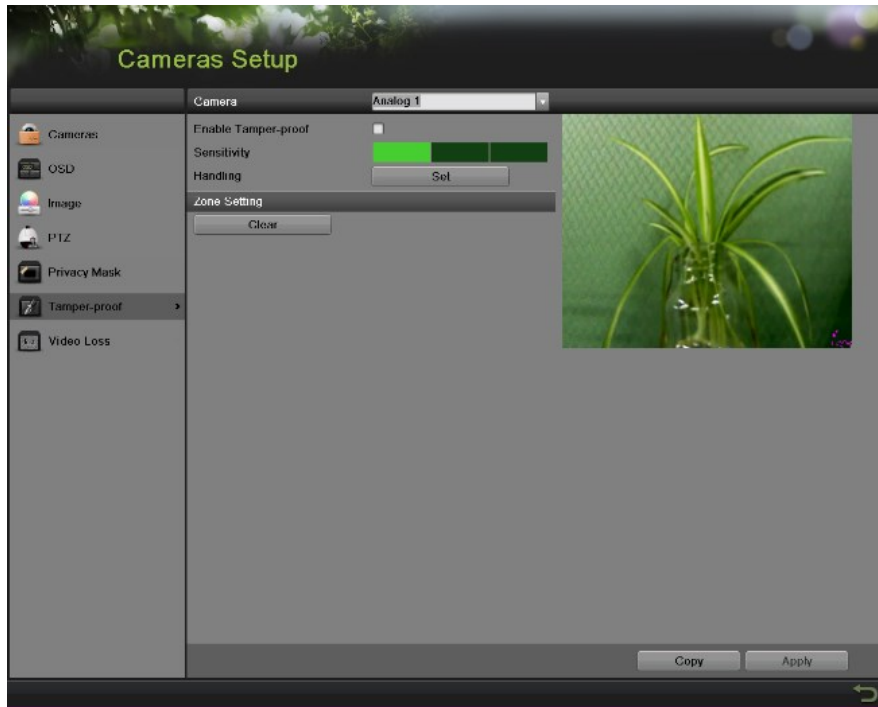 Cameras Setup
Camera
Analog 1
Cameras
OSD
Image
PTZ
Privacy Mask
Tamper-proof
Video Loss
Enable Tamper-proof
Sensitivity
Handling
Set
Zone Setting
Clear
Copy
Apply